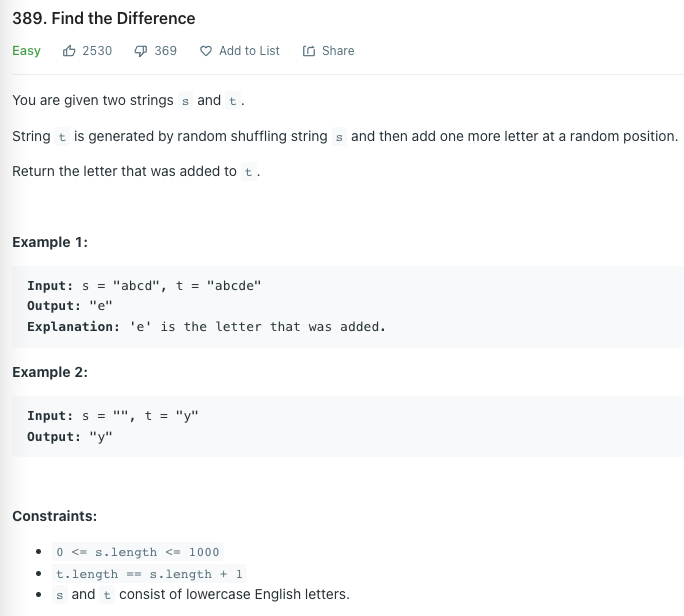 389. Find the Difference
Easy 2530 369 Add to List Share
You are given two strings s and t.
String t is generated by random shuffling string s and then add one more letter at a random position.
Return the letter that was added to t.
Example 1:
Input: s = "abcd", t = "abcde"
Output: "e"
Explanation: 'e' is the letter that was added.
Example 2:
Input: s = "", t = "y"
Output: "y"
Constraints:
• 0 <= s.length <= 1000
• t.length == s.length + 1
• s and t consist of lowercase English letters.